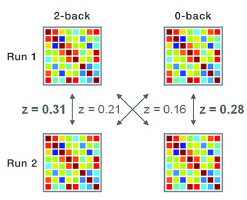 2-back 0-back
Run 1
z = 0.31 z = 0.21 z = 0.16 z = 0.28
Run 2